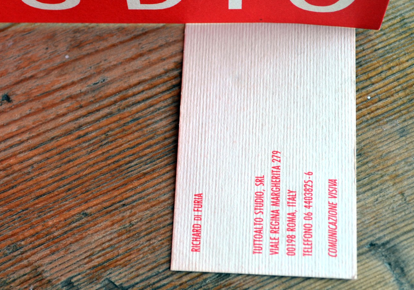 UDIO
RICHARD DI FURIA
TUTTOALTO STUDIO, SRL
VIALE REGINA MARGHERITA 279
00198 ROMA, ITALY
TELEFONO 06 4403825-6
COMUNICAZIONE VISIVA